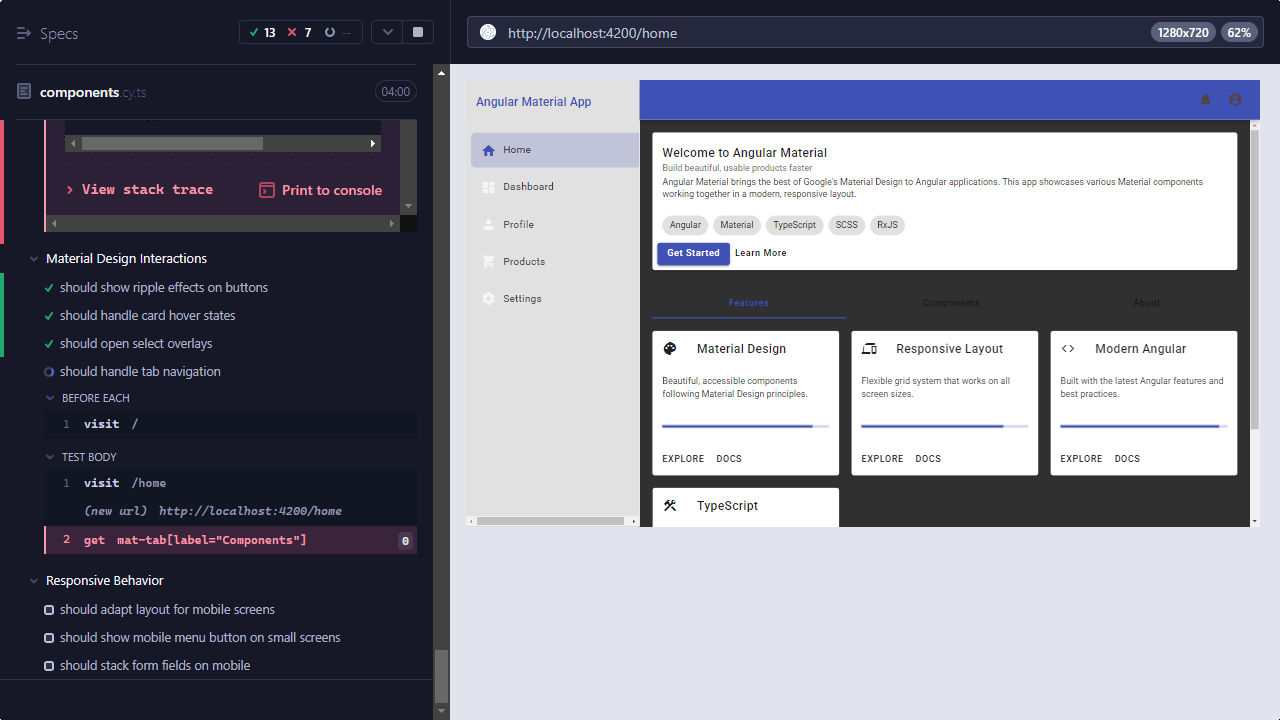 Specs
13
7
--
components.cy.ts
04:00
View stack trace
Print to console
Material Design Interactions
should show ripple effects on buttons
should handle card hover states
should open select overlays
should handle tab navigation
BEFORE EACH
1 visit /
TEST BODY
1 visit /home
(new url) http://localhost:4200/home
2 get mat-tab[label="Components"] 0
Responsive Behavior
should adapt layout for mobile screens
should show mobile menu button on small screens
should stack form fields on mobile
http://localhost:4200/home
1280x720
62%
Angular Material App
Home
Dashboard
Profile
Products
Settings
Welcome to Angular Material
Build beautiful, usable products faster
Angular Material brings the best of Google's Material Design to Angular applications. This app showcases various Material components
working together in a modern, responsive layout.
Angular Material TypeScript SCSS RxJS
Get Started Learn More
Features Components About
Material Design
Beautiful, accessible components
following Material Design principles.
EXPLORE DOCS
Responsive Layout
Flexible grid system that works on all
screen sizes.
EXPLORE DOCS
Modern Angular
Built with the latest Angular features and
best practices.
EXPLORE DOCS
TypeScript